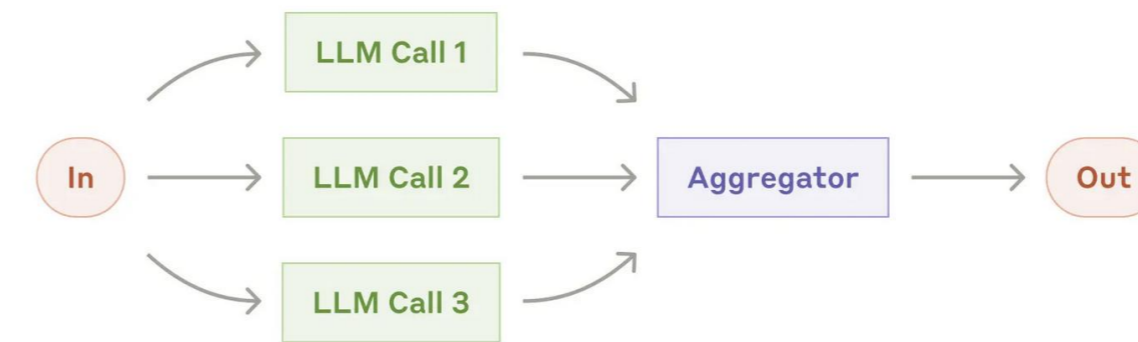 LLM Call 1
In
LLM Call 2
Aggregator
Out
LLM Call 3